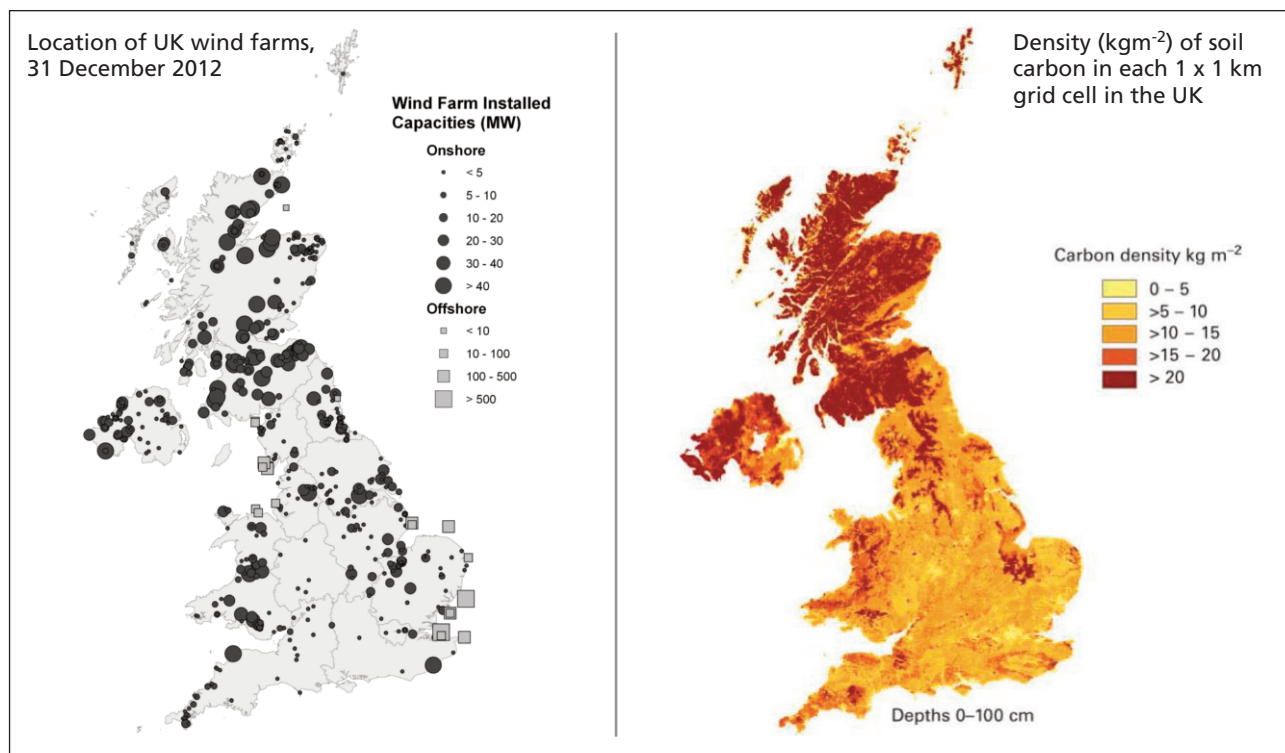 Location of UK wind farms,
31 December 2012
Wind Farm Installed
Capacities (MW)
Onshore
< 5
5 - 10
10 - 20
20 - 30
30 - 40
> 40
Offshore
< 10
10 - 100
100 - 500
> 500
Density (kgm⁻²) of soil
carbon in each 1 x 1 km
grid cell in the UK
Carbon density kg m⁻²
0 – 5
>5 – 10
>10 – 15
>15 – 20
> 20
Depths 0–100 cm